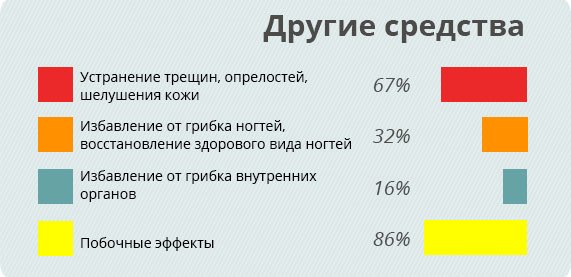 Другие средства
Устранение трещин, опрелостей,
шелушения кожи
67%
Избавление от грибка ногтей,
восстановление здорового вида ногтей
32%
Избавление от грибка внутренних
органов
16%
Побочные эффекты
86%